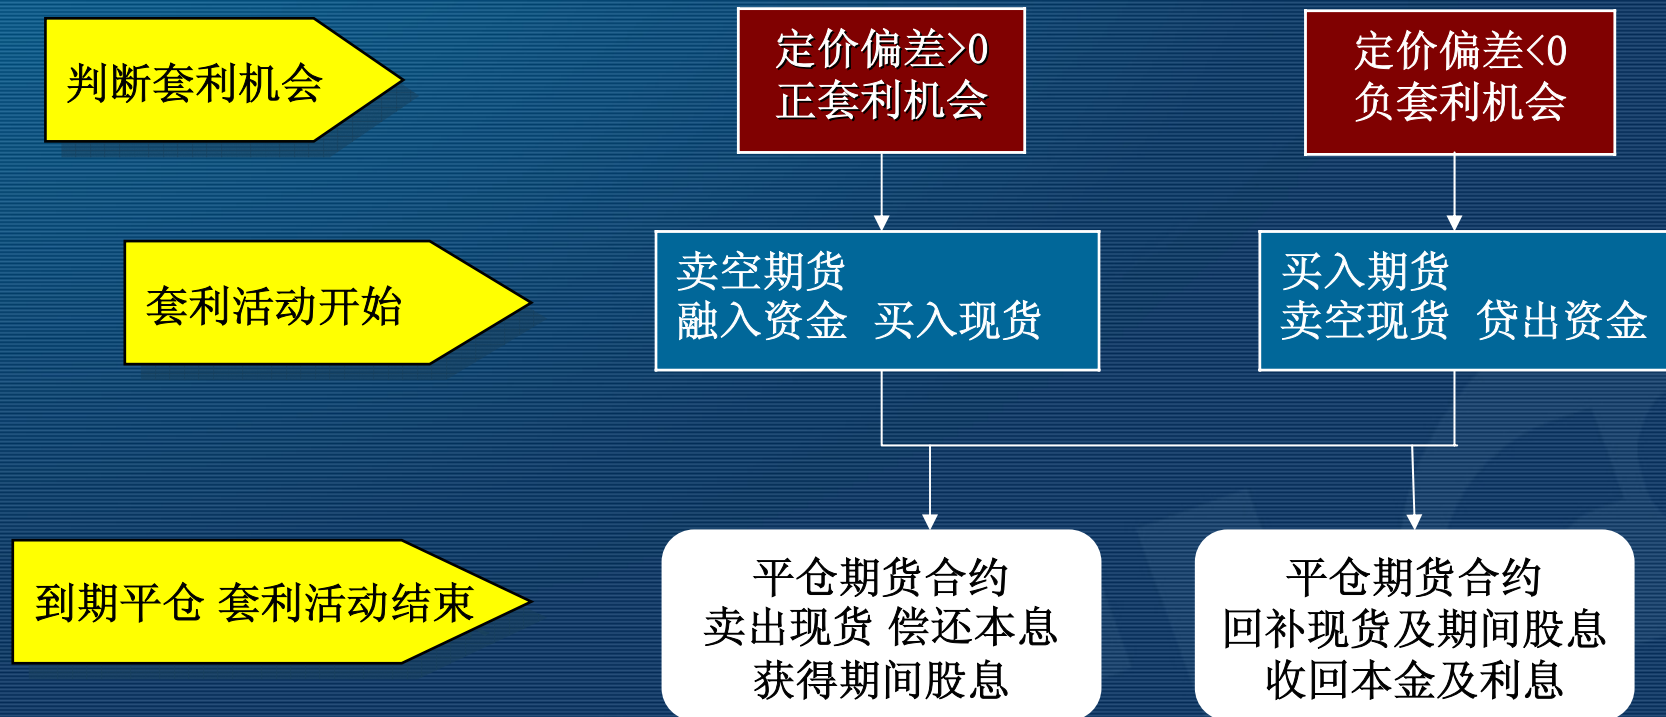 判断套利机会
定价偏差>0
正套利机会
定价偏差<0
负套利机会
套利活动开始
卖空期货
融入资金 买入现货
买入期货
卖空现货 贷出资金
到期平仓 套利活动结束
平仓期货合约
卖出现货 偿还本息
获得期间股息
平仓期货合约
回补现货及期间股息
收回本金及利息